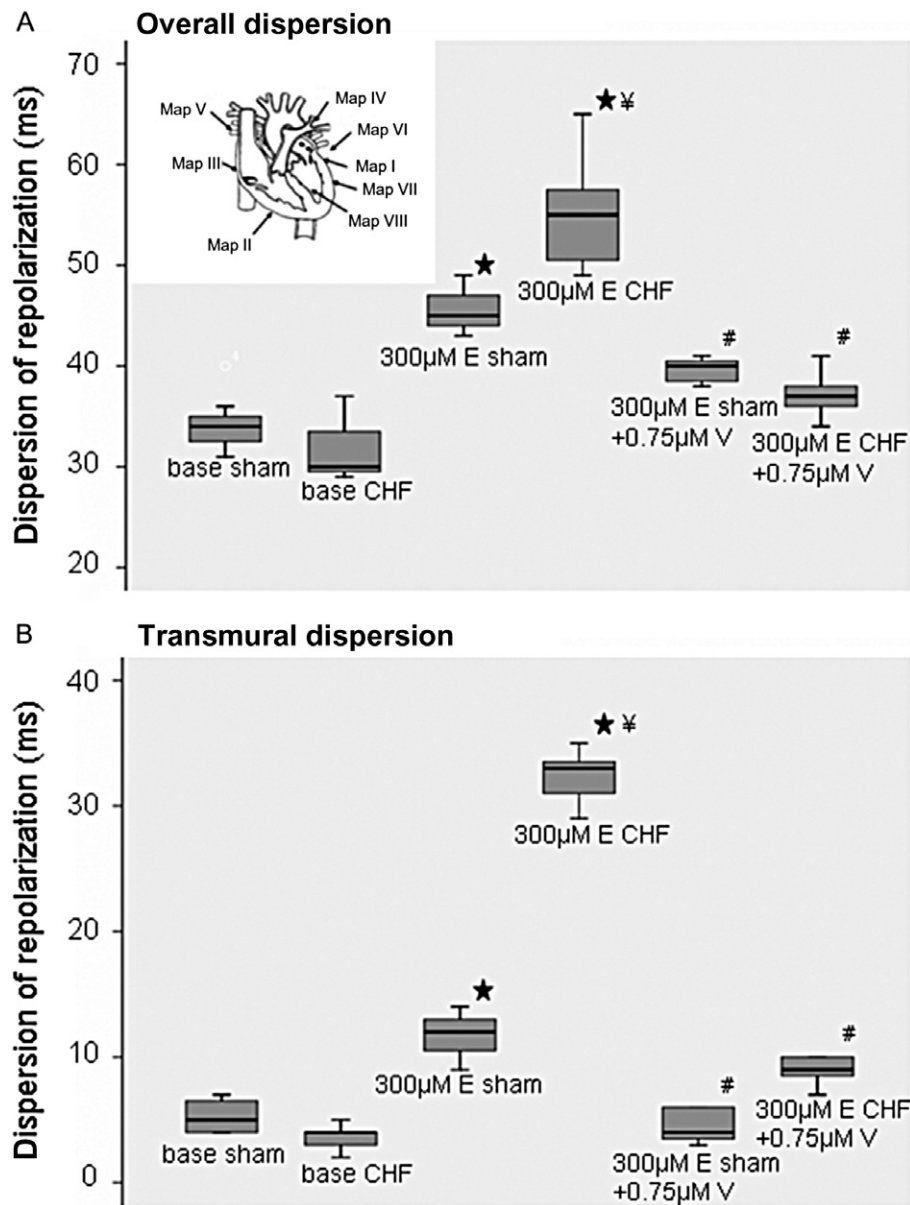 A
Overall dispersion
Dispersion of repolarization (ms)
70
60
50
40
30
20
Map V
Map IV
Map VI
Map III
Map I
Map VII
Map VIII
Map II
★ ¥
300µM E CHF
★
300µM E sham
#
#
300µM E sham
+0.75µM V
300µM E CHF
+0.75µM V
4
base sham
base CHF
B
Transmural dispersion
Dispersion of repolarization (ms)
40
30
20
10
0
★ ¥
300µM E CHF
★
300µM E sham
#
#
base sham
base CHF
300µM E sham
+0.75µM V
300µM E CHF
+0.75µM V